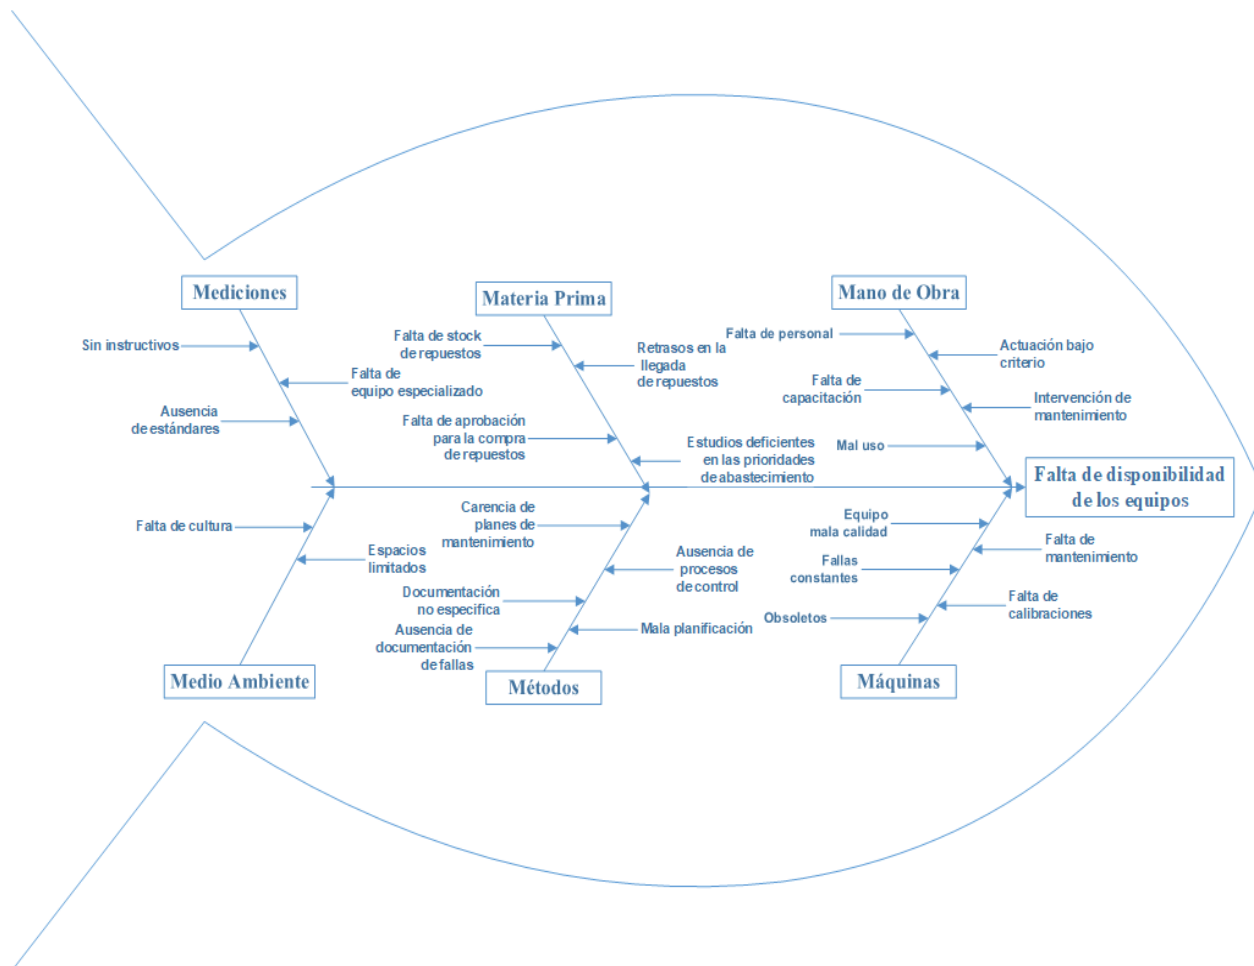 Mediciones
Sin instructivos
Falta de
equipo especializado
Ausencia
de estándares
Materia Prima
Falta de stock
de repuestos
Retrasos en la
llegada
de repuestos
Falta de aprobación
para la compra
de repuestos
Estudios deficientes
en las prioridades
de abastecimiento
Mano de Obra
Falta de personal
Actuación bajo
criterio
Falta de
capacitación
Intervención de
mantenimiento
Mal uso
Falta de disponibilidad
de los equipos
Falta de cultura
Espacios
limitados
Medio Ambiente
Carencia de
planes de
mantenimiento
Ausencia de
procesos
de control
Documentación
no especifica
Mala planificación
Ausencia de
documentación
de fallas
Métodos
Equipo
mala calidad
Falta de
mantenimiento
Fallas
constantes
Falta de
calibraciones
Obsoletos
Máquinas